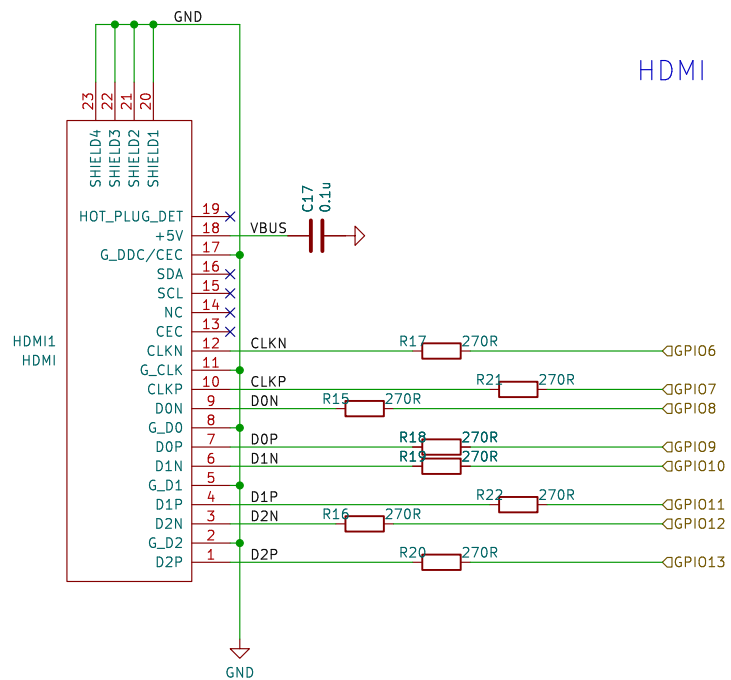 GND
HDMI
23
22
21
20
SHIELD4
SHIELD3
SHIELD2
SHIELD1
C17
0.1u
HOT_PLUG_DET 19
+5V 18 VBUS
G_DDC/CEC 17
SDA 16
SCL 15
NC 14
CEC 13
HDMI1
HDMI
CLKN 12 CLKN R17 270R GPIO6
G_CLK 11
CLKP 10 CLKP R21 270R GPIO7
D0N 9 D0N R15 270R GPIO8
G_D0 8
D0P 7 D0P R18 270R GPIO9
D1N 6 D1N R19 270R GPIO10
G_D1 5
D1P 4 D1P R22 270R GPIO11
D2N 3 D2N R16 270R GPIO12
G_D2 2
D2P 1 D2P R20 270R GPIO13
GND